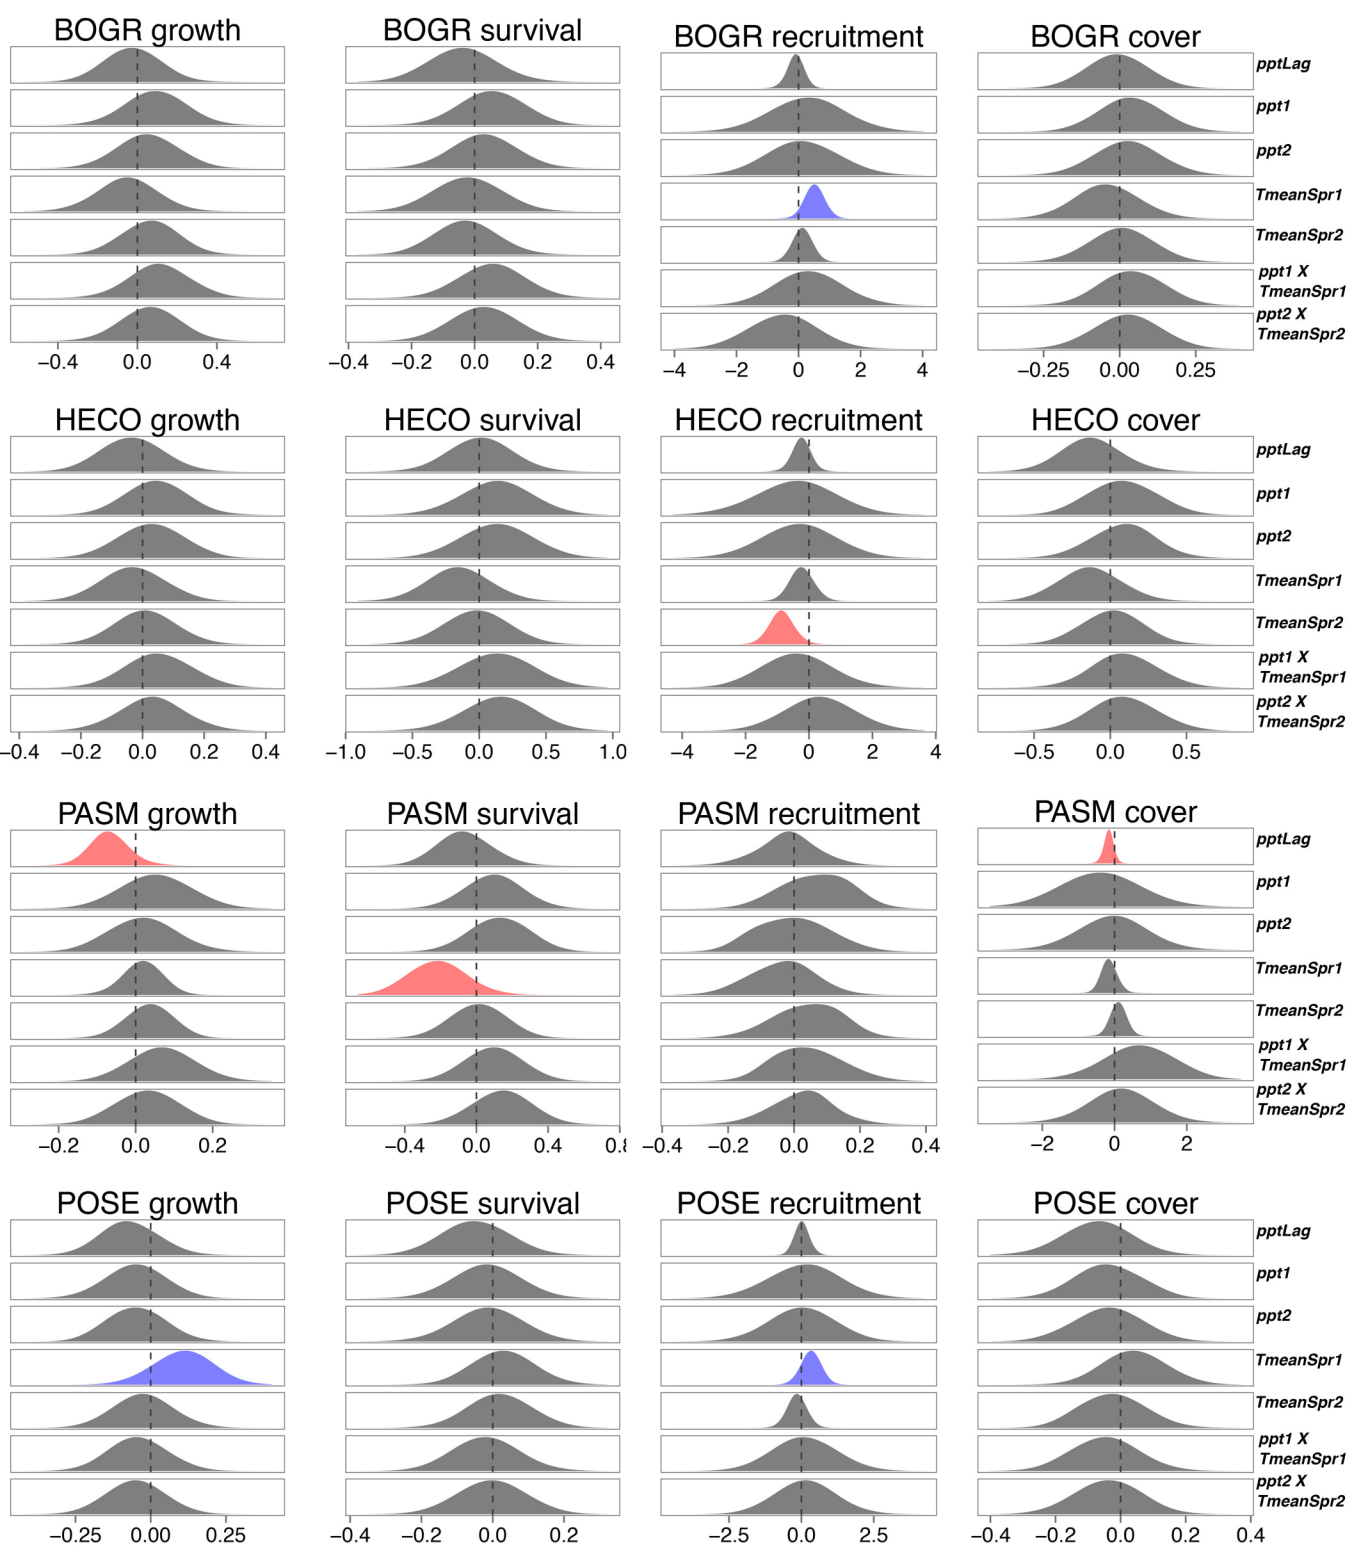 BOGR growth BOGR survival BOGR recruitment BOGR cover
pptLag
ppt1
ppt2
TmeanSpr1
TmeanSpr2
ppt1 X
TmeanSpr1
ppt2 X
TmeanSpr2
−0.4 0.0 0.4 −0.4 −0.2 0.0 0.2 0.4 −4 −2 0 2 4 −0.25 0.00 0.25
HECO growth HECO survival HECO recruitment HECO cover
pptLag
ppt1
ppt2
TmeanSpr1
TmeanSpr2
ppt1 X
TmeanSpr1
ppt2 X
TmeanSpr2
−0.4 −0.2 0.0 0.2 0.4 −1.0 −0.5 0.0 0.5 1.0 −4 −2 0 2 4 −0.5 0.0 0.5
PASM growth PASM survival PASM recruitment PASM cover
pptLag
ppt1
ppt2
TmeanSpr1
TmeanSpr2
ppt1 X
TmeanSpr1
ppt2 X
TmeanSpr2
−0.2 0.0 0.2 −0.4 0.0 0.4 −0.4 −0.2 0.0 0.2 0.4 −2 0 2
POSE growth POSE survival POSE recruitment POSE cover
pptLag
ppt1
ppt2
TmeanSpr1
TmeanSpr2
ppt1 X
TmeanSpr1
ppt2 X
TmeanSpr2
−0.25 0.00 0.25 −0.4 −0.2 0.0 0.2 −2.5 0.0 2.5 −0.4 −0.2 0.0 0.2 0.4